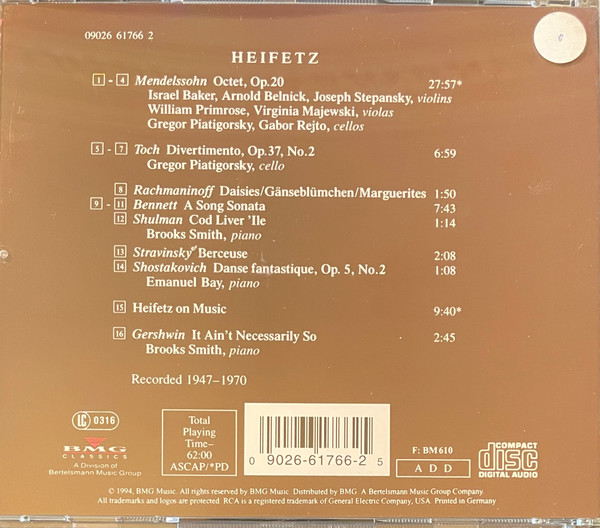 09026 61766 2
HEIFETZ
1 - 4 Mendelssohn Octet, Op.20 27:57*
Israel Baker, Arnold Belnick, Joseph Stepansky, violins
William Primrose, Virginia Majewski, violas
Gregor Piatigorsky, Gabor Rejto, cellos
5 - 7 Toch Divertimento, Op.37, No.2 6:59
Gregor Piatigorsky, cello
8 Rachmaninoff Daisies/Gänseblümchen/Marguerites 1:50
9 - 11 Bennett A Song Sonata 7:43
12 Shulman Cod Liver 'Ile 1:14
Brooks Smith, piano
13 Stravinsky Berceuse 2:08
14 Shostakovich Danse fantastique, Op. 5, No.2 1:08
Emanuel Bay, piano
15 Heifetz on Music 9:40*
16 Gershwin It Ain't Necessarily So 2:45
Brooks Smith, piano
Recorded 1947–1970
LC 0316
BMG
CLASSICS
A Division of
Bertelsmann Music Group
Total
Playing
Time–
62:00
ASCAP/*PD
0 9026-61766-2 5
F: BM 610
A D D
COMPACT
disc
DIGITAL AUDIO
© 1994, BMG Music. All rights reserved by BMG Music. Distributed by BMG. A Bertelsmann Music Group Company.
All trademarks and logos are protected. RCA is a registered trademark of General Electric Company, USA. Printed in Germany